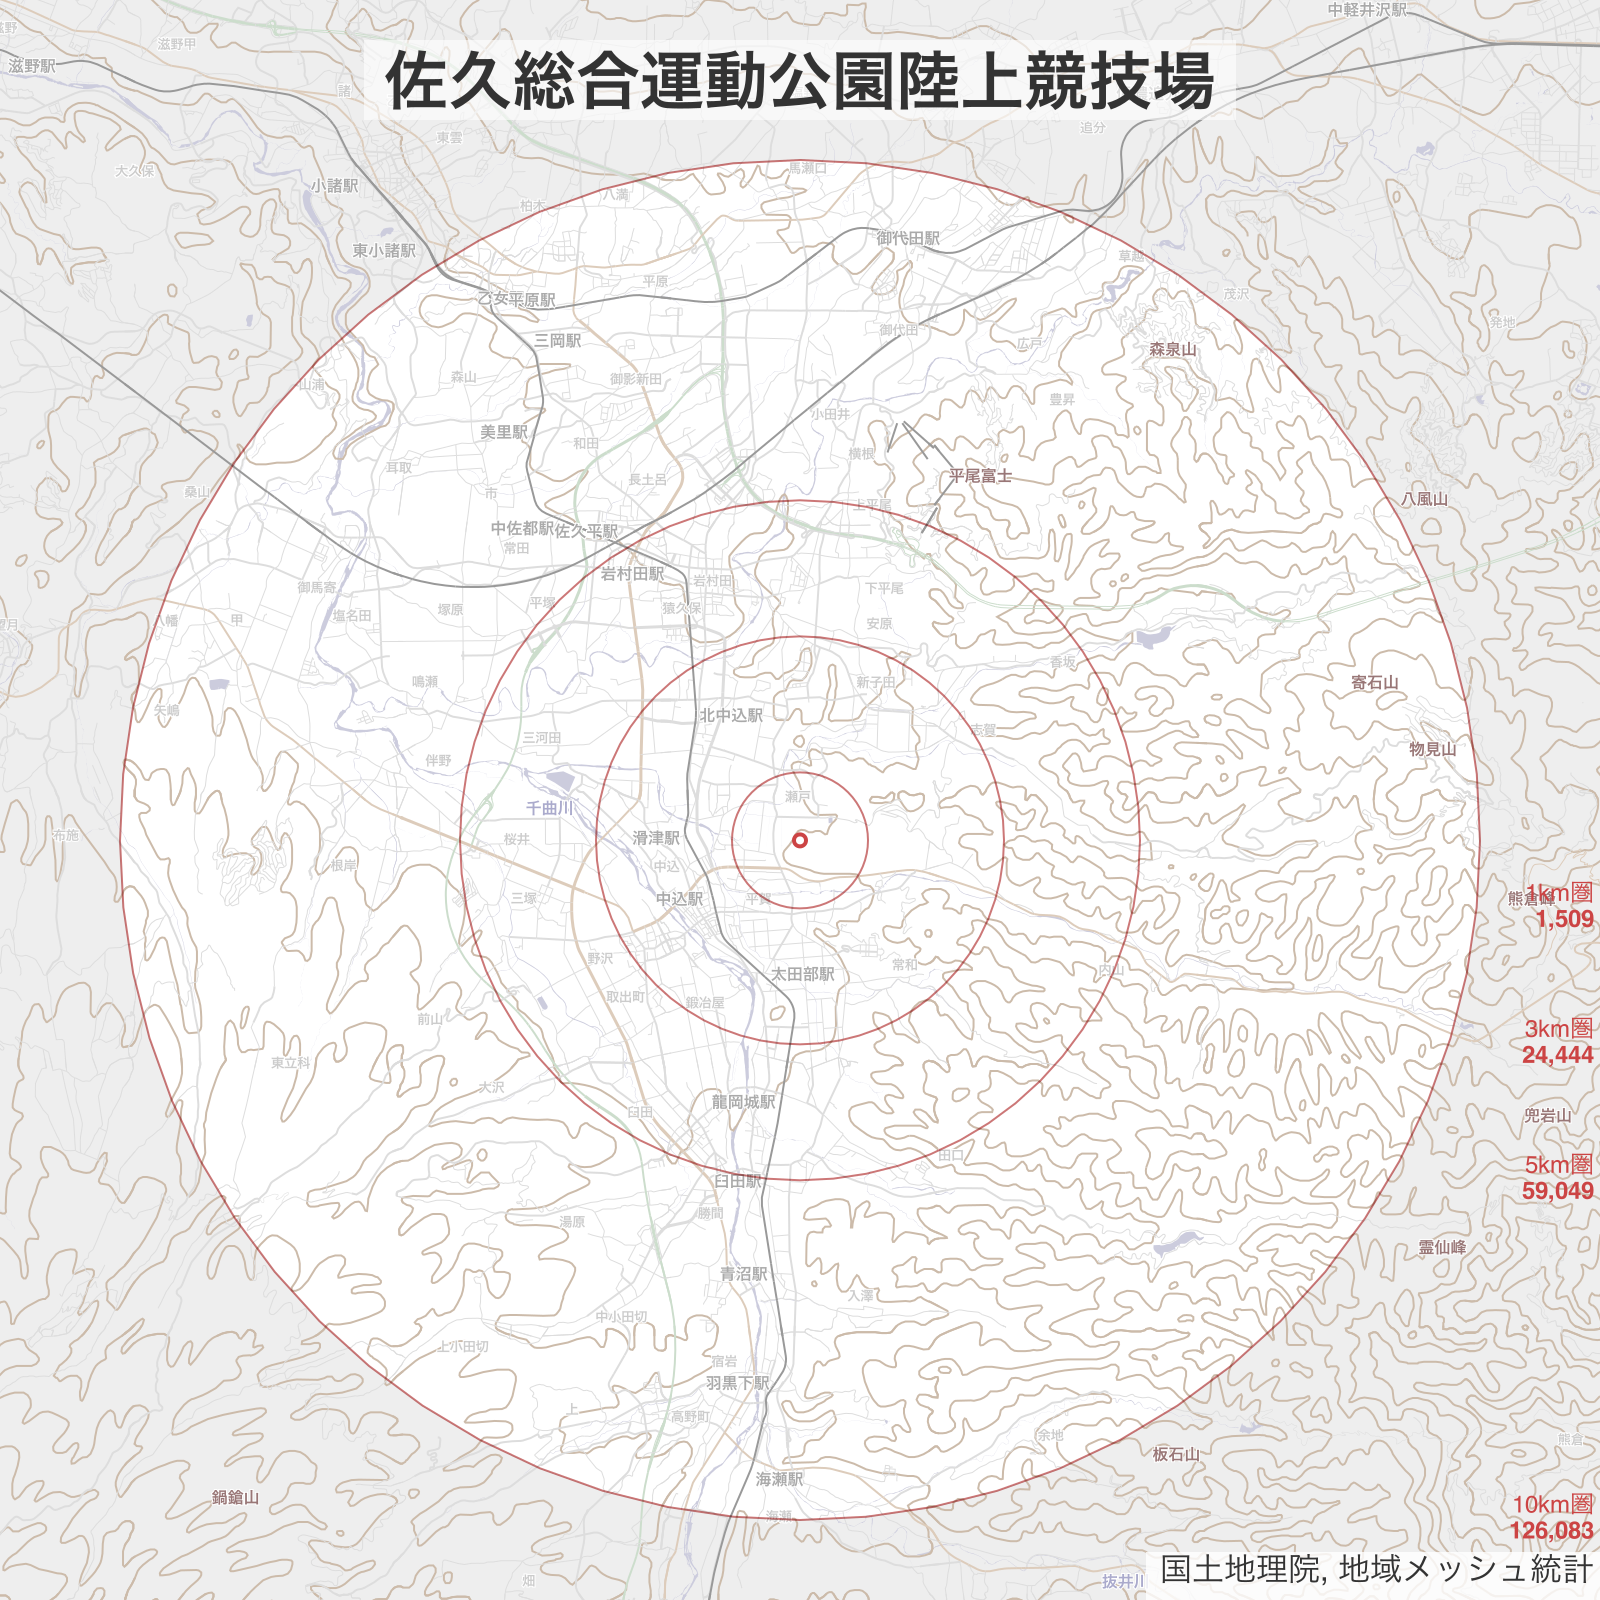 中軽井沢駅
滋野
滋野甲
佐久総合運動公園陸上競技場
滋野駅
諸
追分
東雲
大久保
馬瀬口
小諸駅
八満
柏木
御代田駅
東小諸駅
草越
平原
茂沢
乙女
平原駅
発地
御代田
三岡駅
広戸
森泉山
森山
御影新田
山浦
豊昇
小田井
美里駅
和田
横根
耳取
平尾富士
長土呂
桑山
市
八風山
上平尾
中佐都駅
佐久平駅
常田
岩村田駅
岩村田
御馬寄
下平尾
平塚
塚原
猿久保
塩名田
八幡
甲
望月
安原
香坂
鳴瀬
新子田
寄石山
矢嶋
北中込駅
志賀
三河田
物見山
伴野
瀬戸
千曲川
布施
滑津駅
桜井
根岸
中込
1km圏
熊倉峰
三塚
中込駅
平賀
1,509
野沢
常和
内山
太田部駅
取出町
鍛冶屋
前山
3km圏
24,444
東立科
大沢
龍岡城駅
臼田
兜岩山
田口
5km圏
臼田駅
59,049
勝間
湯原
霊仙峰
青沼駅
入澤
中小田切
上小田切
宿岩
羽黒下駅
上
高野町
余地
熊倉
板石山
海瀬駅
鍋鎗山
10km圏
海瀬
126,083
国土地理院, 地域メッシュ統計
畑
抜井川